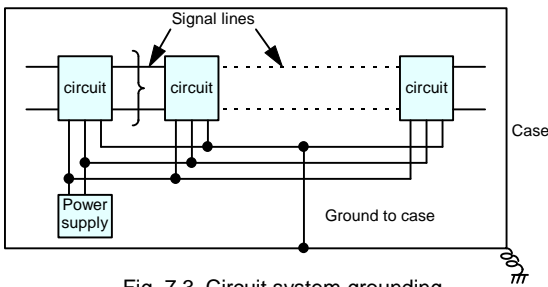 Signal lines
circuit
circuit
circuit
Case
Power
supply
Ground to case
Fig. 7.3 Circuit system grounding